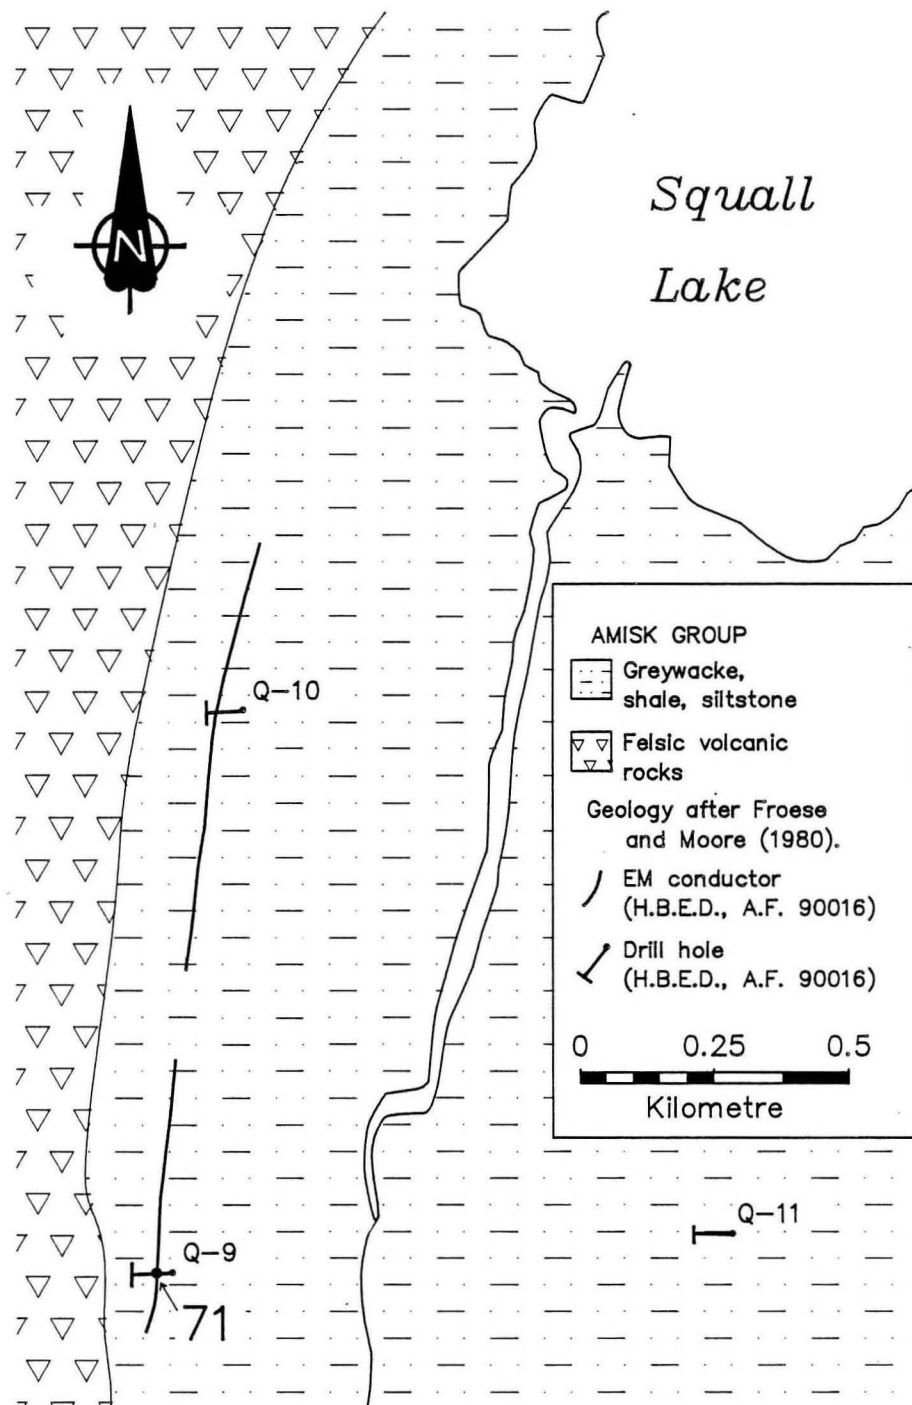 N
Squall
Lake
Q-10
AMISK GROUP
Greywacke,
shale, siltstone
Felsic volcanic
rocks
Geology after Froese
and Moore (1980).
EM conductor
(H.B.E.D., A.F. 90016)
Drill hole
(H.B.E.D., A.F. 90016)
0 0.25 0.5
Kilometre
Q-11
Q-9
71